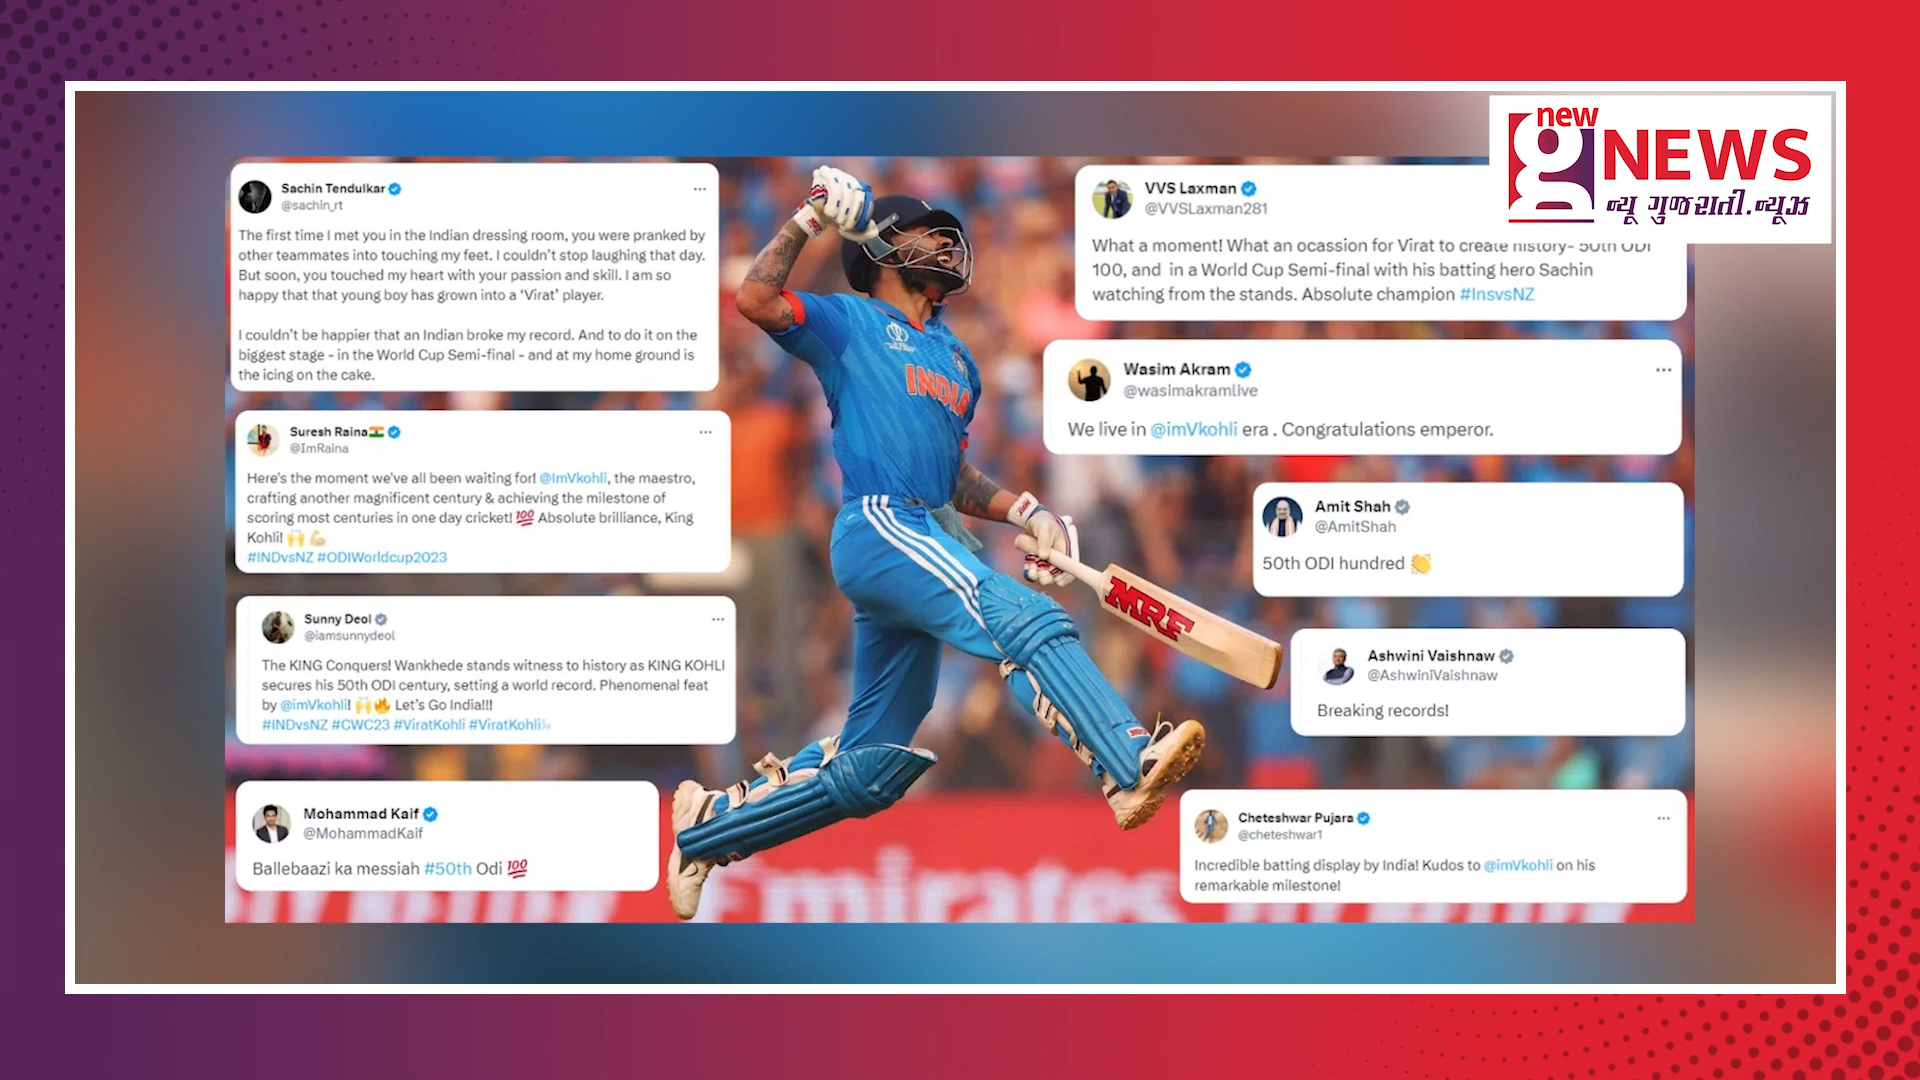 new
g NEWS
ન્યૂ ગુજરાતી.ન્યૂઝ
Sachin Tendulkar
@sachin_rt
The first time I met you in the Indian dressing room, you were pranked by
other teammates into touching my feet. I couldn't stop laughing that day.
But soon, you touched my heart with your passion and skill. I am so
happy that that young boy has grown into a ‘Virat’ player.
I couldn't be happier that an Indian broke my record. And to do it on the
biggest stage - in the World Cup Semi-final - and at my home ground is
the icing on the cake.
Suresh Raina
@ImRaina
Here's the moment we've all been waiting for! @ImVkohli, the maestro,
crafting another magnificent century & achieving the milestone of
scoring most centuries in one day cricket! 💯 Absolute brilliance, King
Kohli! 🙌 💪
#INDvsNZ #ODIWorldcup2023
Sunny Deol
@iamsunnydeol
The KING Conquers! Wankhede stands witness to history as KING KOHLI
secures his 50th ODI century, setting a world record. Phenomenal feat
by @imVkohli! 🙌🔥 Let's Go India!!!
#INDvsNZ #CWC23 #ViratKohli #ViratKohli
Mohammad Kaif
@MohammadKaif
Ballebaazi ka messiah #50th Odi 💯
VVS Laxman
@VVSLaxman281
What a moment! What an ocassion for Virat to create history- 50th ODI
100, and in a World Cup Semi-final with his batting hero Sachin
watching from the stands. Absolute champion #InsvsNZ
Wasim Akram
@wasimakramlive
We live in @imVkohli era . Congratulations emperor.
Amit Shah
@AmitShah
50th ODI hundred 👏
Ashwini Vaishnaw
@AshwiniVaishnaw
Breaking records!
Cheteshwar Pujara
@cheteshwar1
Incredible batting display by India! Kudos to @imVkohli on his
remarkable milestone!
INDIA
MRF
Emirates